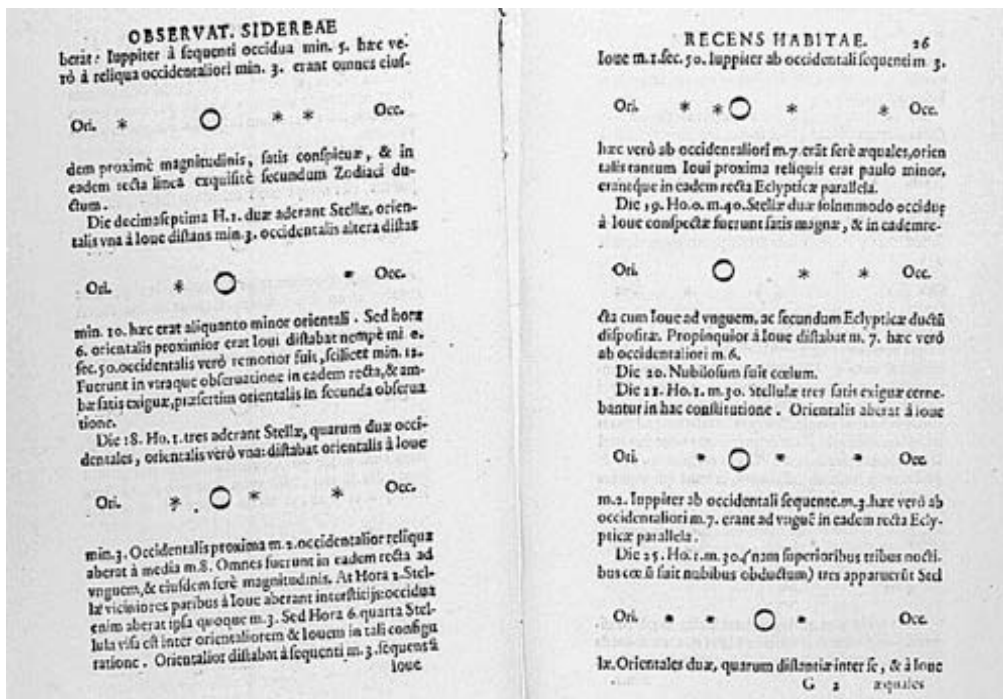 OBSERVAT. SIDEREAE
berat: Iuppiter à sequenti occidua min. 5. hæc ve-
rò à reliqua occidentaliori min. 3. erant omnes eius-
Ori. * O * * Occ.
dem proximè magnitudinis, satis conspicuæ, & in
eadem recta linea exquisitè secundum Zodiaci du-
ctum.
Die decimaseptima H. 1. duæ aderant Stellæ, orien-
talis vna à Ioue distans min. 3. occidentalis altera distās
Ori. * O * Occ.
min. 10. hæc erat aliquanto minor orientali. Sed hora
6. orientalis proximior erat Ioui distabat nempè mi. 0.
sec. 50. occidentalis verò remotior fuit, scilicet min. 12.
Fuerunt in vtraque obseruatione in eadem recta, & am-
bæ satis exiguæ, præsertim orientalis in secunda obserua
tione.
Die 18. Ho. 1. tres aderant Stellæ, quarum duæ occi-
dentales, orientalis verò vna: distabat orientalis à Ioue
Ori. * O * * Occ.
min. 3. Occidentalis proxima m. 2. occidentalior reliqua
aberat à media m. 8. Omnes fuerunt in eadem recta ad
vnguem, & eiusdem ferè magnitudinis. At Hora 2. Stel-
læ viciniores paribus à Ioue aberant interstitijs: occidua
enim aberat ipsa quoque m. 3. Sed Hora 6. quarta Stel-
lula visa est inter orientaliorem & Iouem in tali configu
ratione. Orientalior distabat à sequenti m. 3. sequens à
Ioue
RECENS HABITAE. 26
Ioue m. 1. sec. 50. Iuppiter ab occidentali sequenti m. 3.
Ori. * * O * * Occ.
hæc verò ab occidentaliori m. 7. erāt ferè æquales, orien
talis tantum Ioui proxima reliquis erat paulo minor,
erantque in eadem recta Eclypticæ parallela.
Die 19. Ho. 0. m. 40. Stellæ duæ solummodo occiduę
à Ioue conspectæ fuerunt satis magnæ, & in eadem re-
Ori. O * * Occ.
cta cum Ioue ad vnguem, ac secundum Eclypticæ ductū
dispositæ. Propinquior à Ioue distabat m. 7. hæc verò
ab occidentaliori m. 6.
Die 20. Nubilosum fuit cœlum.
Die 21. Ho. 1. m. 30. Stellulæ tres satis exiguæ cerne-
bantur in hac constitutione. Orientalis aberat à Ioue
Ori. * O * * Occ.
m. 2. Iuppiter ab occidentali sequente. m. 3. hæc verò ab
occidentaliori m. 7. erant ad vnguē in eadem recta Ecly-
pticæ parallela.
Die 25. Ho. 1. m. 30. (nam superioribus tribus nocti-
bus cœlū fuit nubibus obductum) tres apparuerūt Stel
Ori. * * O * Occ.
læ. Orientales duæ, quarum distantiæ inter se, & à Ioue
G 2 æquales